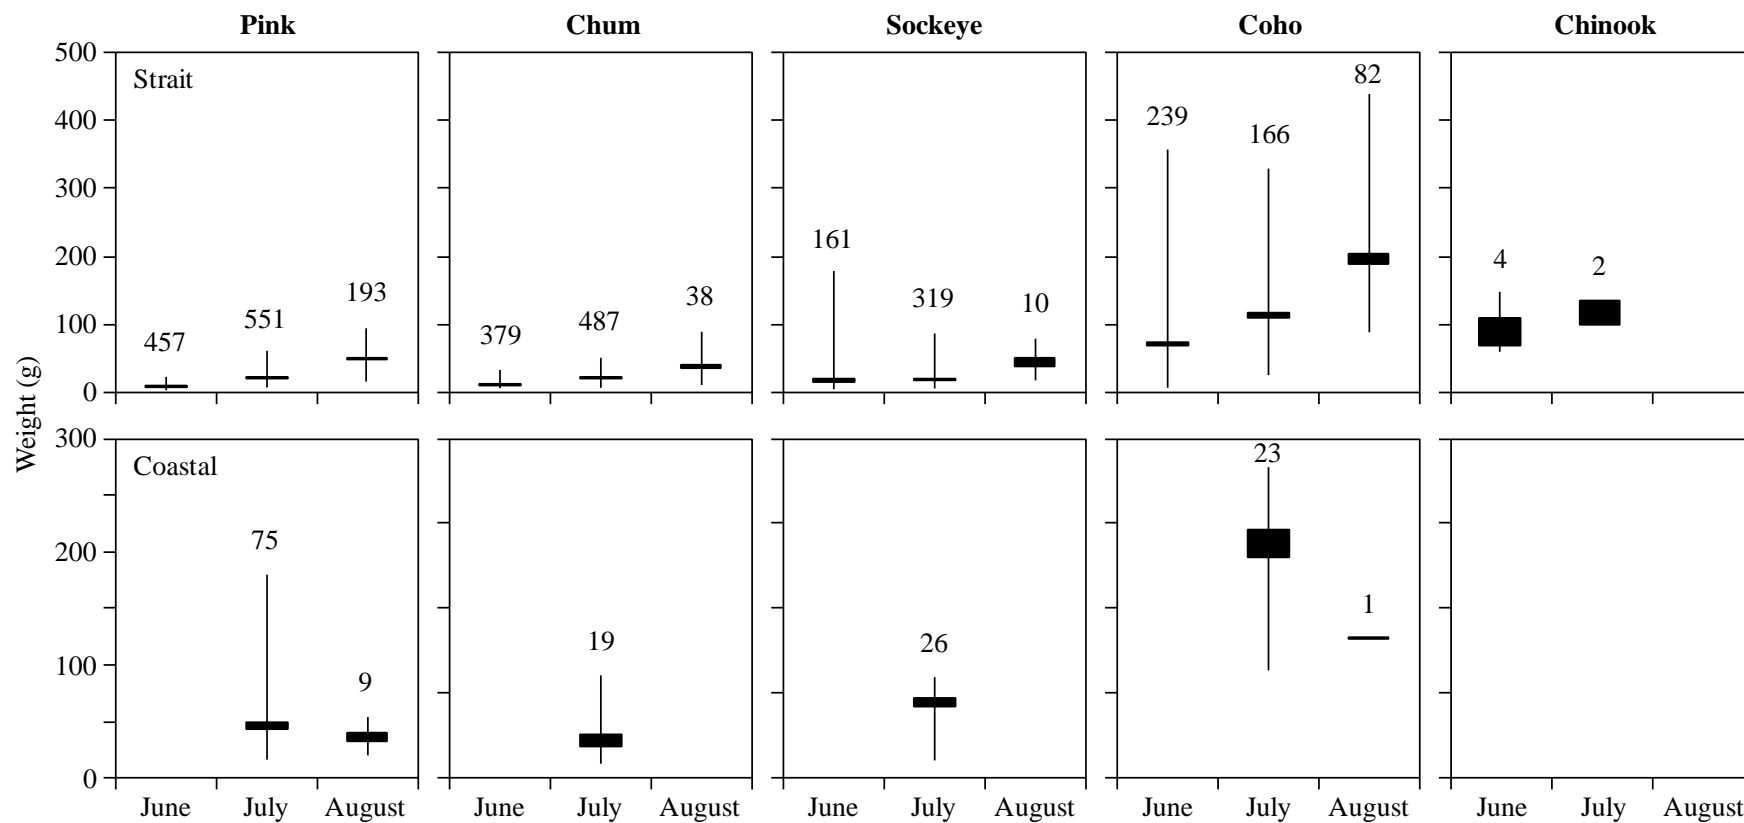 Pink Chum Sockeye Coho Chinook
Weight (g)
500
400
300
200
100
0
Strait
457 551 193
379 487 38
161 319 10
239 166 82
4 2
300
200
100
0
Coastal
75 9
19
26
23 1
June July August June July August June July August June July August June July August